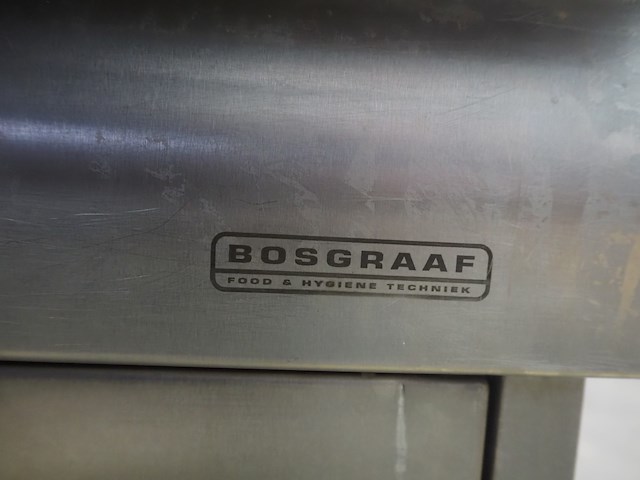 BOSGRAAF
FOOD & HYGIENE TECHNIEK